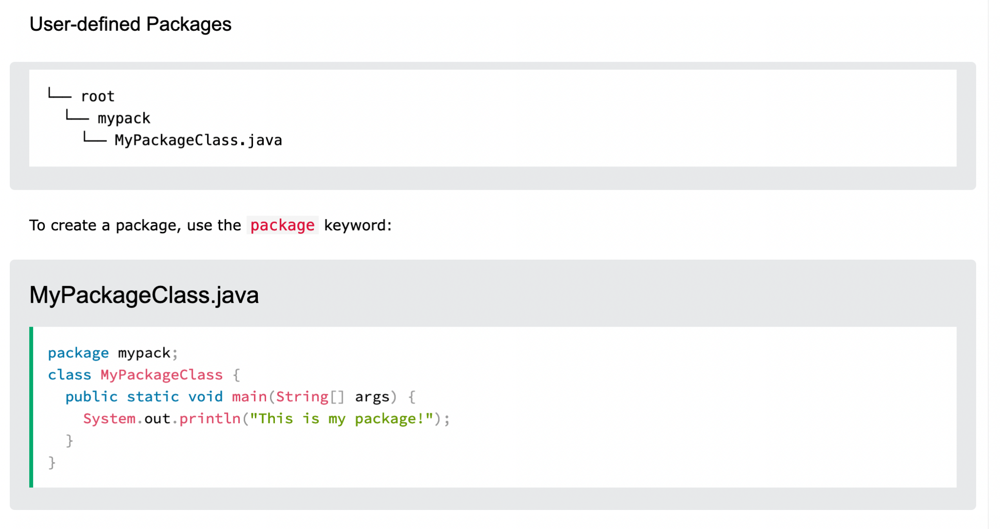 User-defined Packages
└── root
  └── mypack
    └── MyPackageClass.java
To create a package, use the package keyword:
MyPackageClass.java
package mypack;
class MyPackageClass {
  public static void main(String[] args) {
    System.out.println("This is my package!");
  }
}